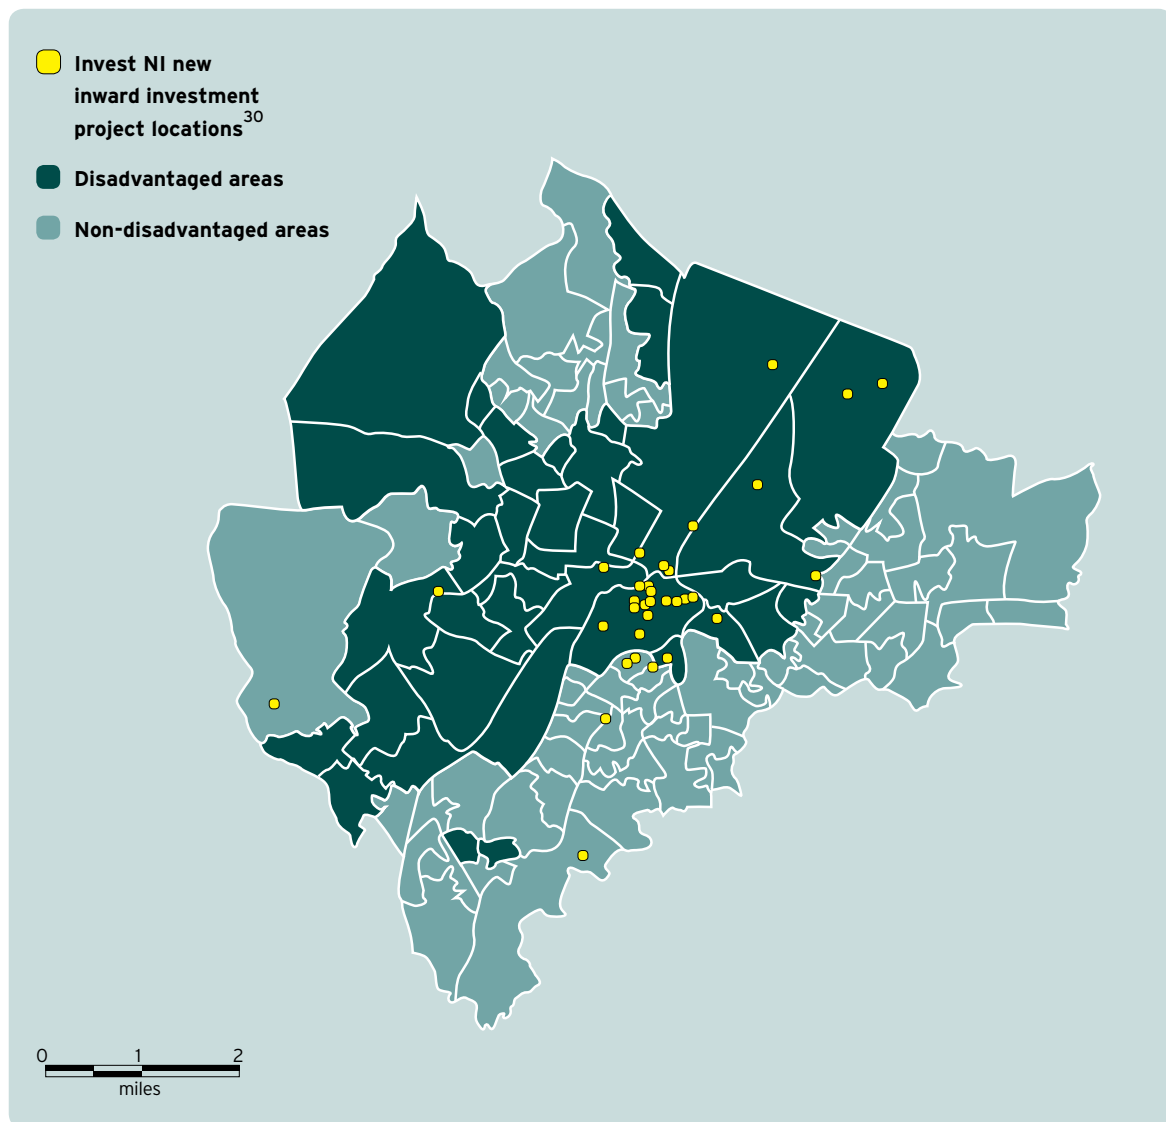 Invest NI new
inward investment
project locations30
Disadvantaged areas
Non-disadvantaged areas
0 1 2
miles